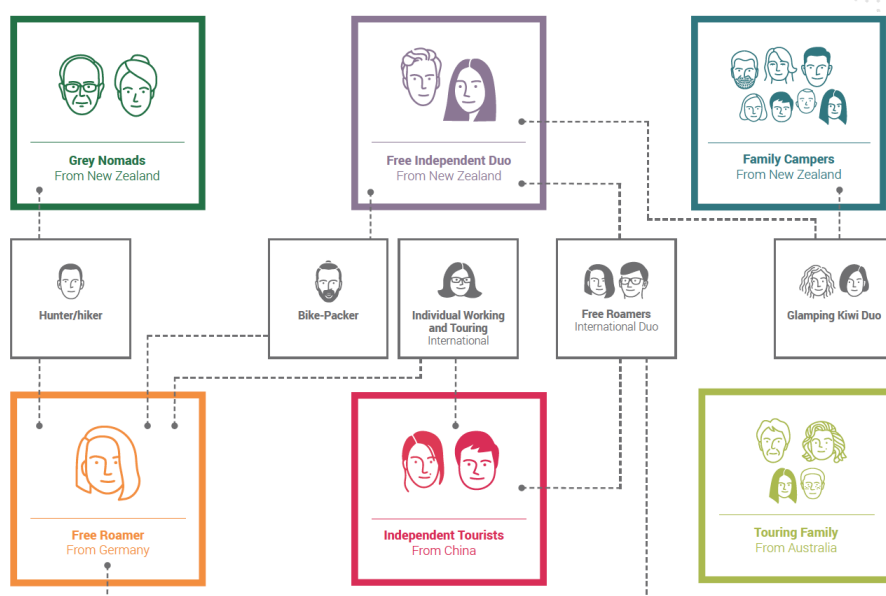 Grey Nomads
From New Zealand
Free Independent Duo
From New Zealand
Family Campers
From New Zealand
Hunter/hiker
Bike-Packer
Individual Working
and Touring
International
Free Roamers
International Duo
Glamping Kiwi Duo
Free Roamer
From Germany
Independent Tourists
From China
Touring Family
From Australia